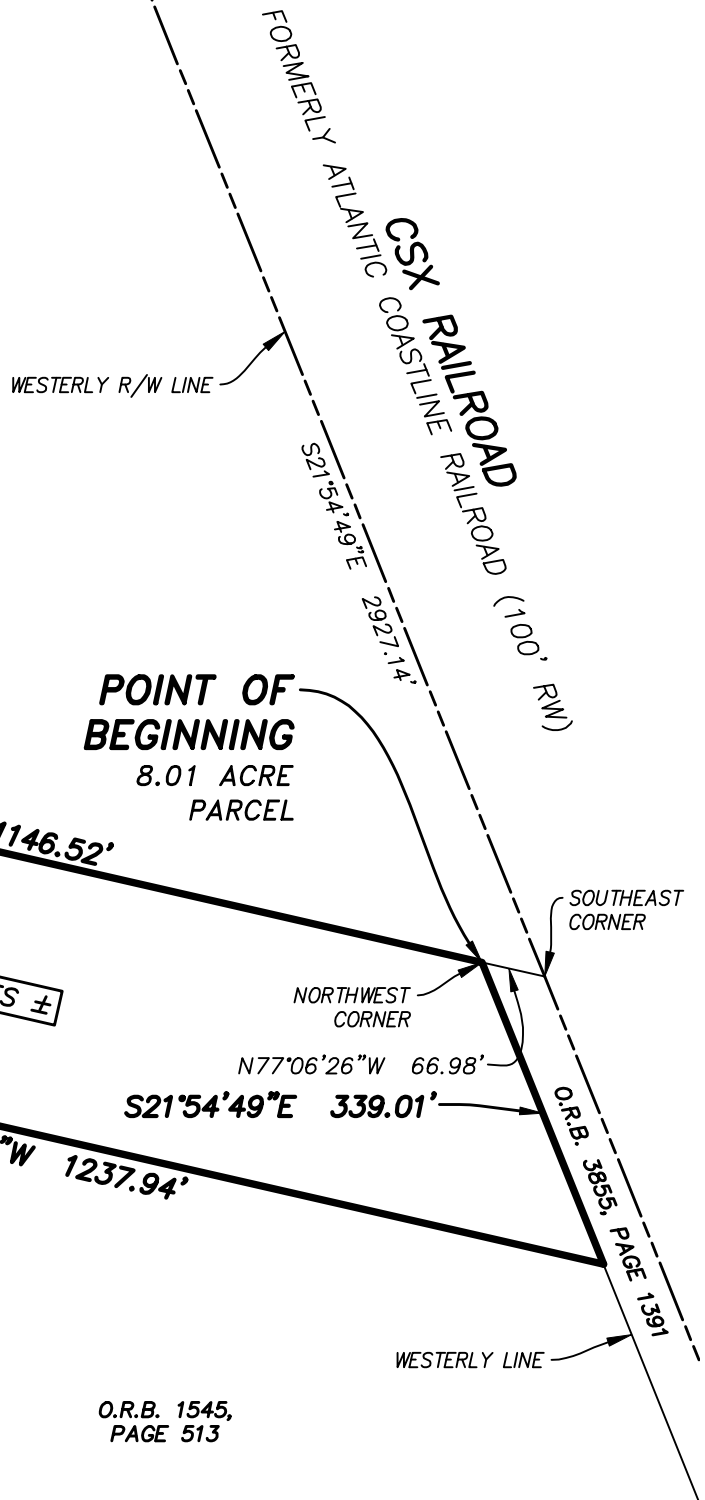 FORMERLY ATLANTIC COASTLINE RAILROAD (100' RW)
CSX RAILROAD
WESTERLY R/W LINE
S21°54'49"E 2927.14'
POINT OF
BEGINNING
8.01 ACRE
PARCEL
1146.52'
SOUTHEAST
CORNER
NORTHWEST
CORNER
±
N77°06'26"W 66.98'
S21°54'49"E 339.01'
O.R.B. 3855, PAGE 1391
"W 1237.94'
WESTERLY LINE
O.R.B. 1545,
PAGE 513